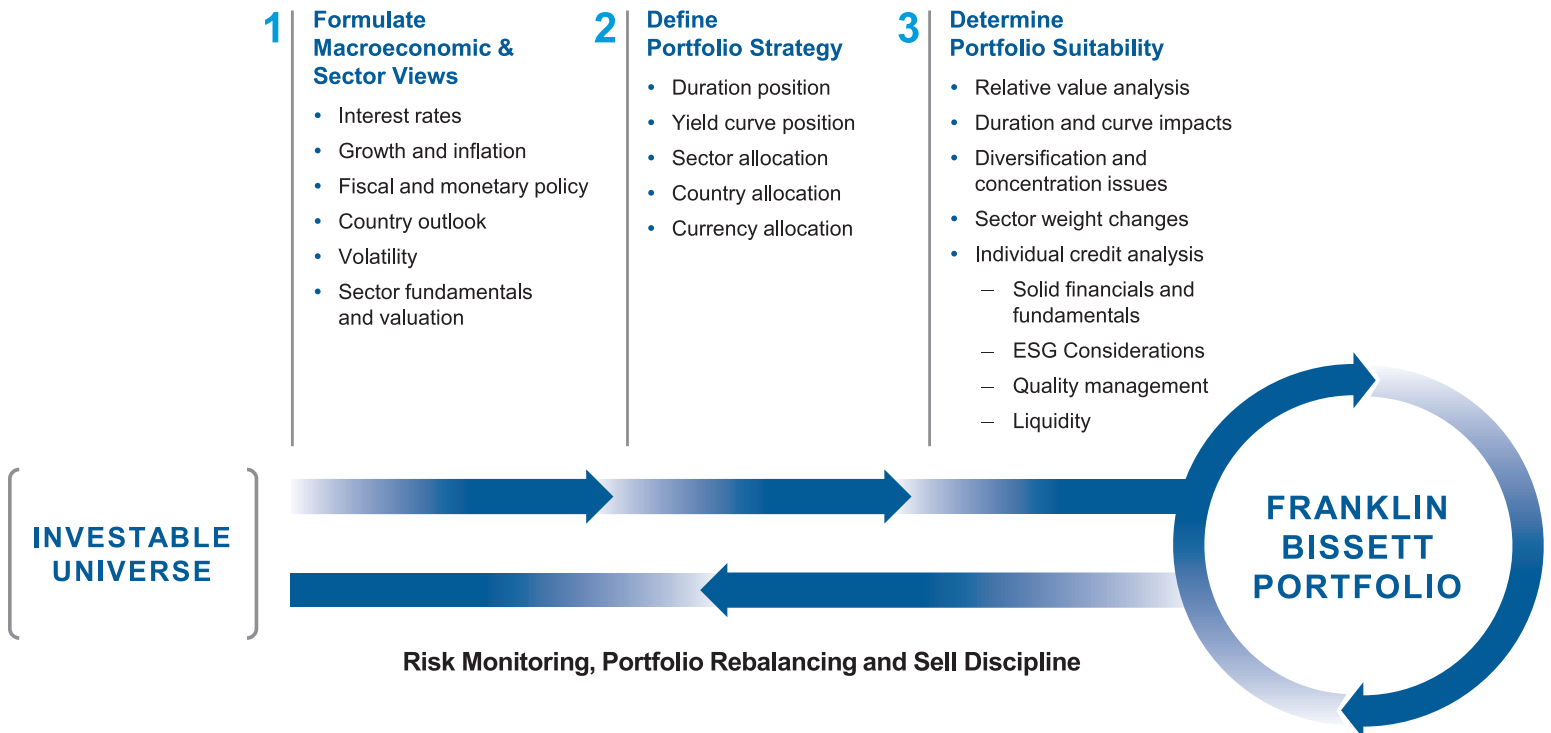 1
Formulate
Macroeconomic &
Sector Views
• Interest rates
• Growth and inflation
• Fiscal and monetary policy
• Country outlook
• Volatility
• Sector fundamentals
and valuation
2
Define
Portfolio Strategy
• Duration position
• Yield curve position
• Sector allocation
• Country allocation
• Currency allocation
3
Determine
Portfolio Suitability
• Relative value analysis
• Duration and curve impacts
• Diversification and
concentration issues
• Sector weight changes
• Individual credit analysis
— Solid financials and
fundamentals
— ESG Considerations
— Quality management
— Liquidity
INVESTABLE
UNIVERSE
FRANKLIN
BISSETT
PORTFOLIO
Risk Monitoring, Portfolio Rebalancing and Sell Discipline